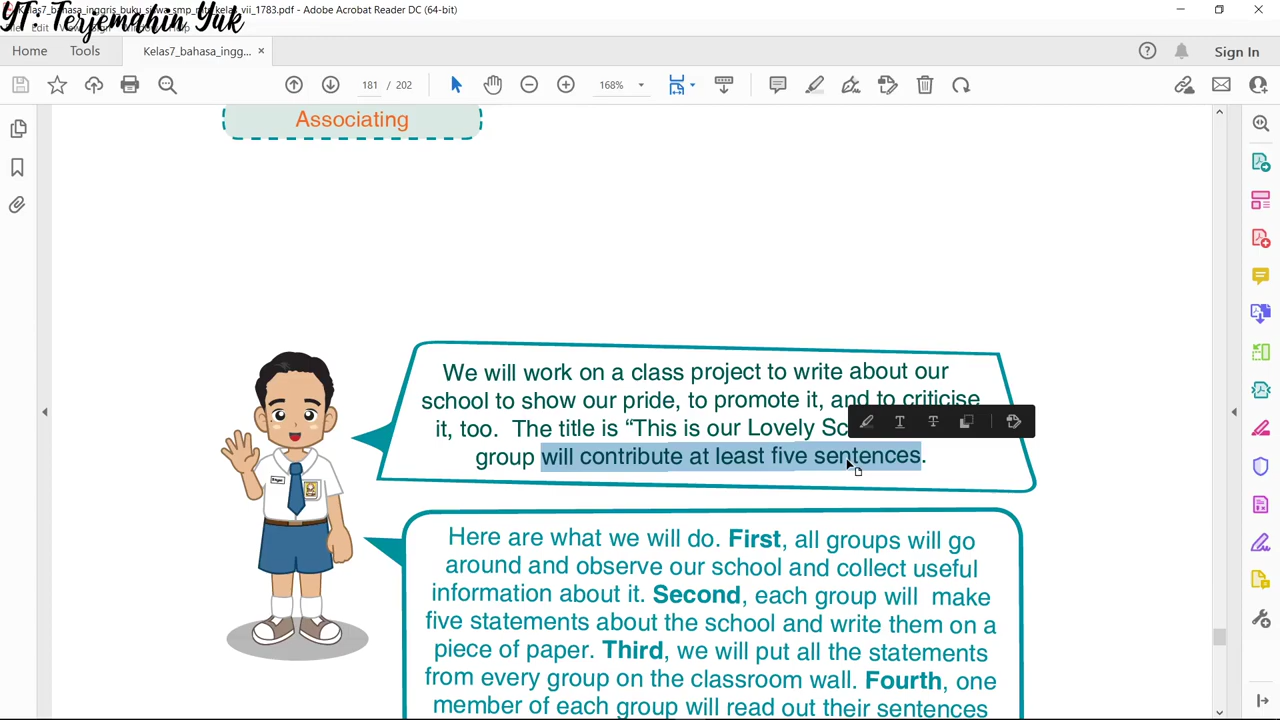 YT: Terjemahin Yuk
Kelas7_bahasa_inggris_buku_siswa_smp_mts_kelas_vii_1783.pdf - Adobe Acrobat Reader DC (64-bit)
Edit
Home Tools Kelas7_bahasa_ingg... × Sign In
181 / 202 168%
Associating
We will work on a class project to write about our
school to show our pride, to promote it, and to criticise
it, too. The title is “This is our Lovely
group will contribute at least five sentences.
Here are what we will do. First, all groups will go
around and observe our school and collect useful
information about it. Second, each group will make
five statements about the school and write them on a
piece of paper. Third, we will put all the statements
from every group on the classroom wall. Fourth, one
member of each group will read out their sentences